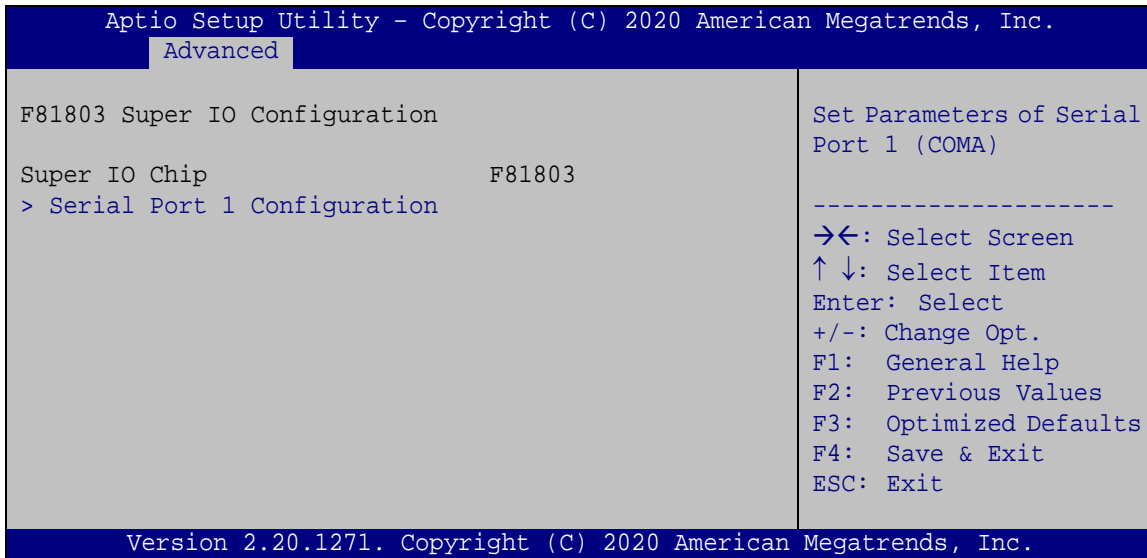 Aptio Setup Utility – Copyright (C) 2020 American Megatrends, Inc.
Advanced
F81803 Super IO Configuration
Super IO Chip F81803
> Serial Port 1 Configuration
Set Parameters of Serial
Port 1 (COMA)
---------------------
→←: Select Screen
↑ ↓: Select Item
Enter: Select
+/-: Change Opt.
F1: General Help
F2: Previous Values
F3: Optimized Defaults
F4: Save & Exit
ESC: Exit
Version 2.20.1271. Copyright (C) 2020 American Megatrends, Inc.